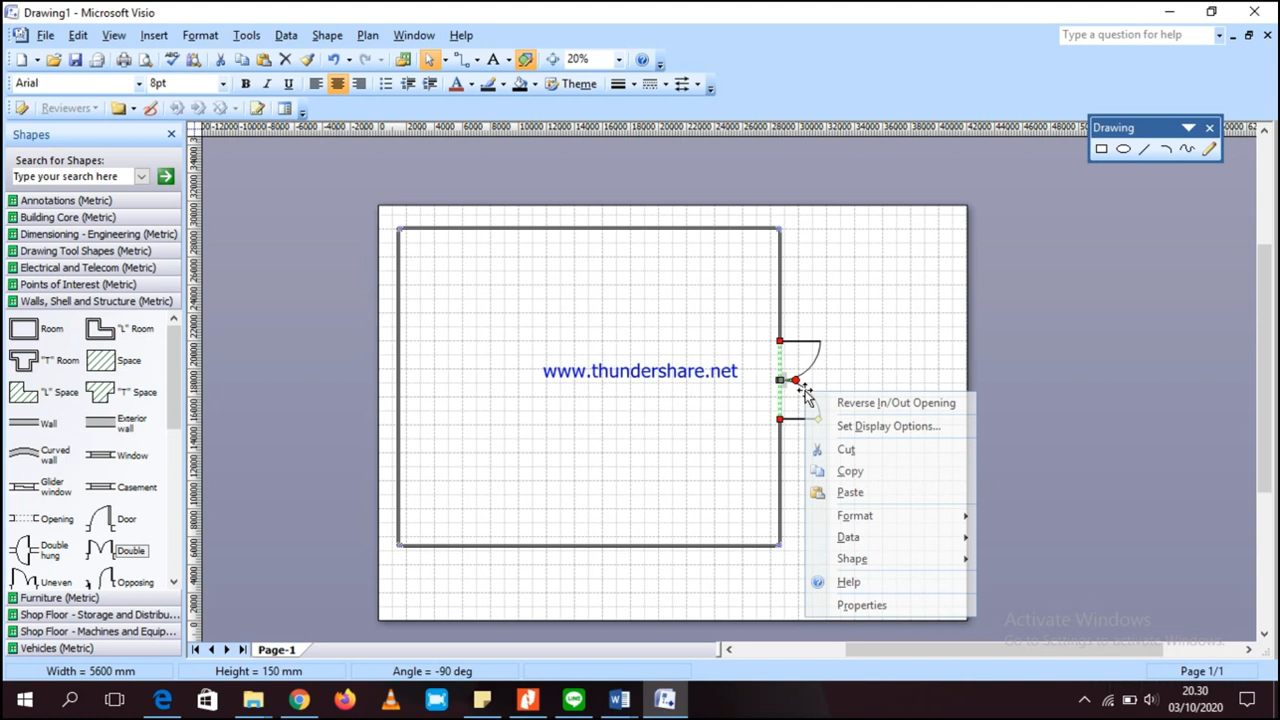 Drawing1 - Microsoft Visio
File Edit View Insert Format Tools Data Shape Plan Window Help
Type a question for help
20%
Arial 8pt
B I U
Theme
Reviewers
Drawing
Shapes
Search for Shapes:
Type your search here
Annotations (Metric)
Building Core (Metric)
Dimensioning - Engineering (Metric)
Drawing Tool Shapes (Metric)
Electrical and Telecom (Metric)
Points of Interest (Metric)
Walls, Shell and Structure (Metric)
Room "L" Room
"T" Room Space
"L" Space "T" Space
Wall Exterior wall
Curved wall Window
Glider window Casement
Opening Door
Double hung Double
Uneven Opposing
Furniture (Metric)
Shop Floor - Storage and Distribu...
Shop Floor - Machines and Equip...
Vehicles (Metric)
www.thundershare.net
Reverse In/Out Opening
Set Display Options...
Cut
Copy
Paste
Format
Data
Shape
Help
Properties
Activate Windows
Go to Settings to activate Windows.
Page-1
Width = 5600 mm Height = 150 mm Angle = -90 deg Page 1/1
20.30
03/10/2020